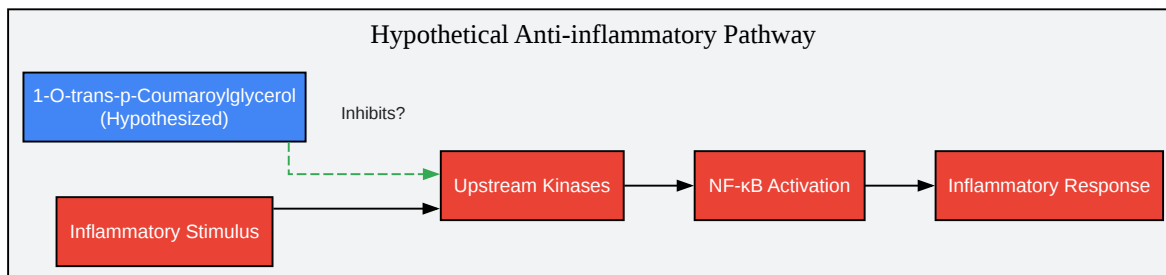 Hypothetical Anti-inflammatory Pathway
1-O-trans-p-Coumaroylglycerol
(Hypothesized)
Inhibits?
Upstream Kinases
NF-κB Activation
Inflammatory Response
Inflammatory Stimulus